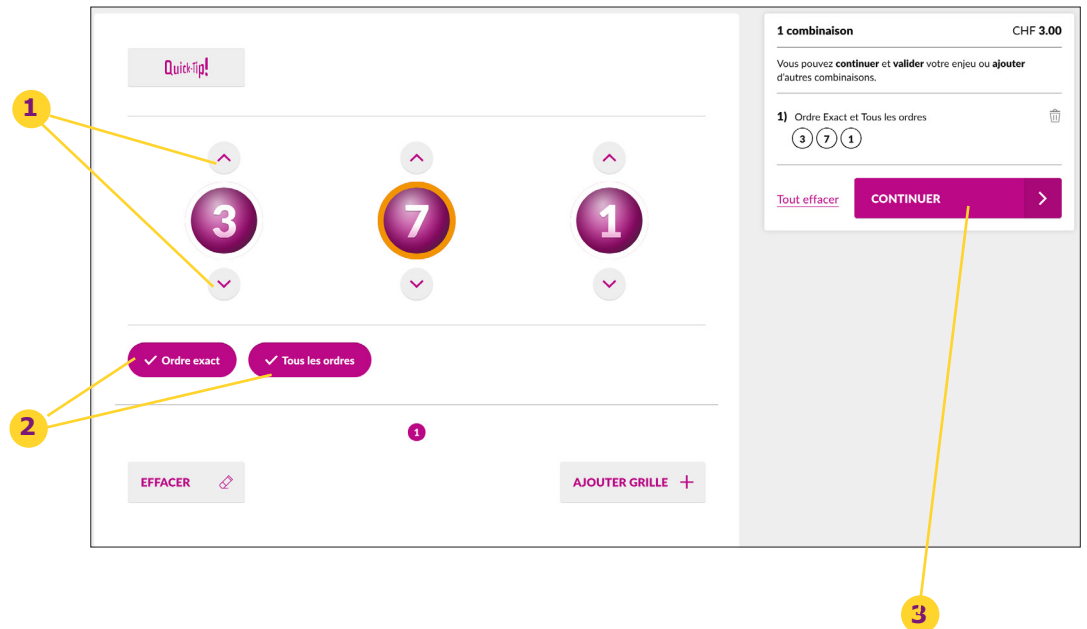 Quick-Tip!
1
3
7
1
Ordre exact
Tous les ordres
2
1
EFFACER
AJOUTER GRILLE
1 combinaison CHF 3.00
Vous pouvez continuer et valider votre enjeu ou ajouter
d'autres combinaisons.
1) Ordre Exact et Tous les ordres
3 7 1
Tout effacer CONTINUER
3